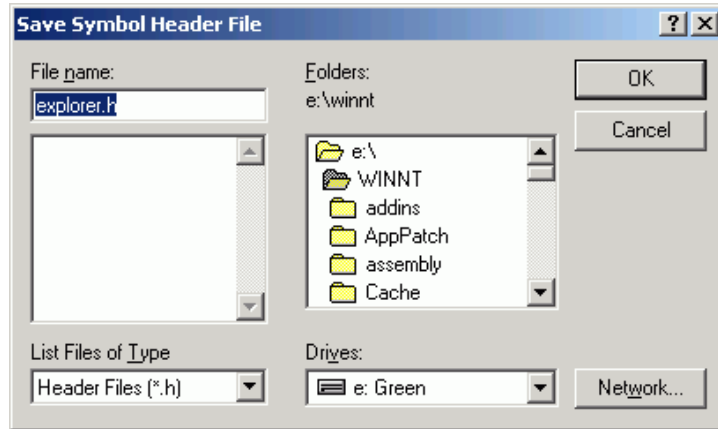 Save Symbol Header File
File name:
explorer.h
Folders:
e:\winnt
OK
Cancel
e:\
WINNT
addins
AppPatch
assembly
Cache
List Files of Type
Header Files (*.h)
Drives:
e: Green
Network...